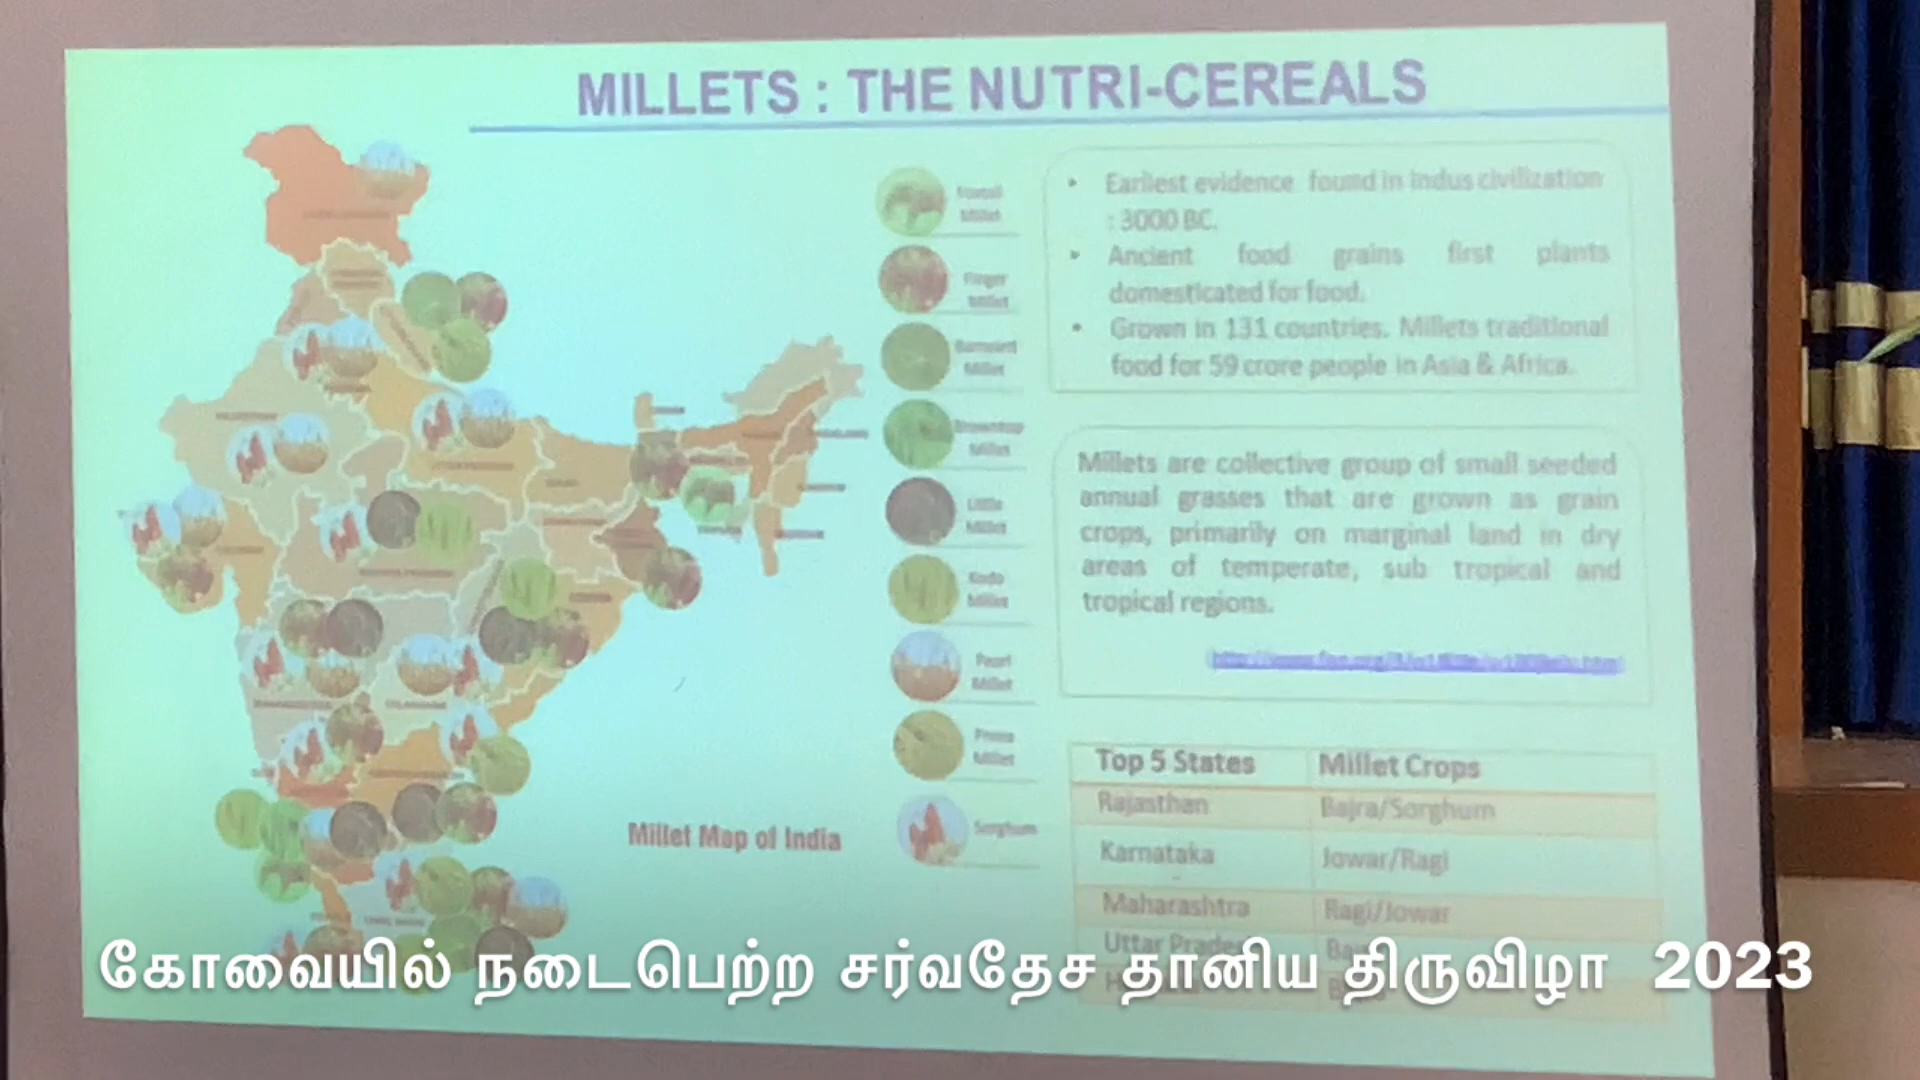 MILLETS : THE NUTRI-CEREALS
Foxtail
Millet
Finger
Millet
Barnyard
Millet
Browntop
Millet
Little
Millet
Kodo
Millet
Pearl
Millet
Proso
Millet
Sorghum
Millet Map of India
• Earliest evidence found in Indus civilization
: 3000 BC.
• Ancient food grains first plants
domesticated for food.
• Grown in 131 countries. Millets traditional
food for 59 crore people in Asia & Africa.
Millets are collective group of small seeded
annual grasses that are grown as grain
crops, primarily on marginal land in dry
areas of temperate, sub tropical and
tropical regions.
Top 5 States Millet Crops
Rajasthan Bajra/Sorghum
Karnataka Jowar/Ragi
Maharashtra Ragi/Jowar
Uttar
கோவையில் நடைபெற்ற சர்வதேச தானிய திருவிழா 2023